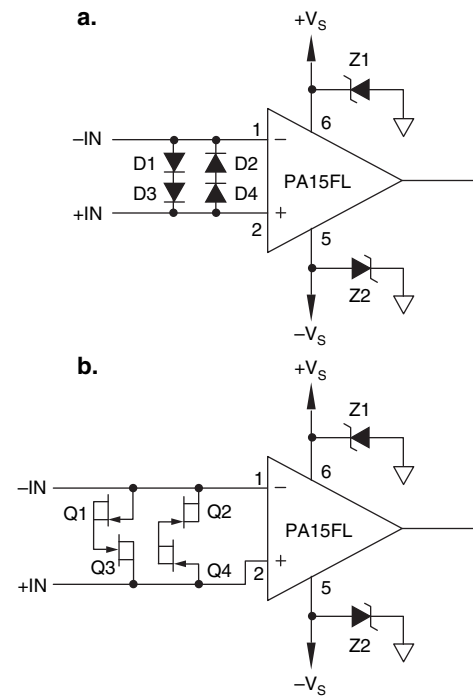 a.
+VS
Z1
6
1
–IN
−
D1
D2
PA15FL
D3
D4
+IN
+
2
5
Z2
–VS
b.
+VS
Z1
6
1
–IN
−
Q1
Q2
PA15FL
+
Q3
Q4
2
+IN
5
Z2
–VS